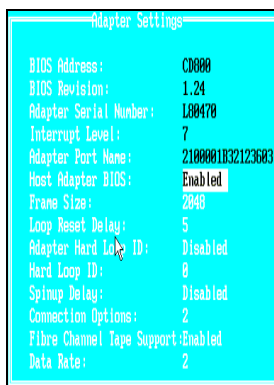 Adapter Settings
BIOS Address: CD800
BIOS Revision: 1.24
Adapter Serial Number: L80470
Interrupt Level: 7
Adapter Port Name: 2100001B32123603
Host Adapter BIOS: Enabled
Frame Size: 2048
Loop Reset Delay: 5
Adapter Hard Loop ID: Disabled
Hard Loop ID: 0
Spinup Delay: Disabled
Connection Options: 2
Fibre Channel Tape Support:Enabled
Data Rate: 2